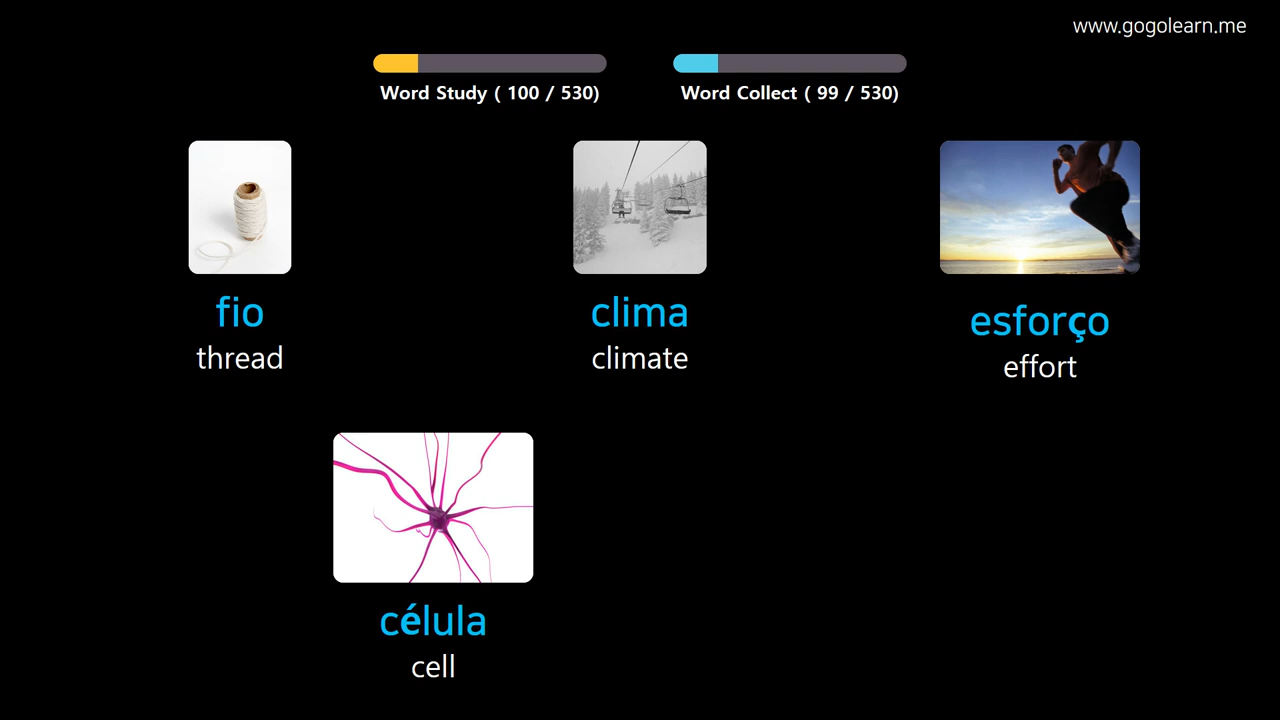 www.gogolearn.me
Word Study ( 100 / 530)
Word Collect ( 99 / 530)
fio
thread
clima
climate
esforço
effort
célula
cell